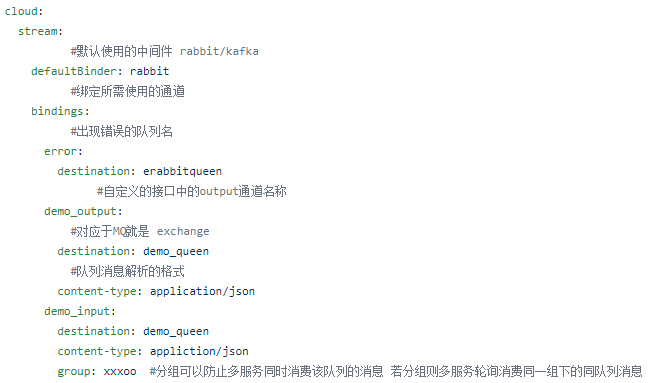 cloud:
stream:
#默认使用的中间件 rabbit/kafka
defaultBinder: rabbit
#绑定所需使用的通道
bindings:
#出现错误的队列名
error:
destination: erabbitqueen
#自定义的接口中的output通道名称
demo_output:
#对应于MQ就是 exchange
destination: demo_queen
#队列消息解析的格式
content-type: application/json
demo_input:
destination: demo_queen
content-type: appliction/json
group: xxxoo #分组可以防止多服务同时消费该队列的消息 若分组则多服务轮询消费同一组下的同队列消息